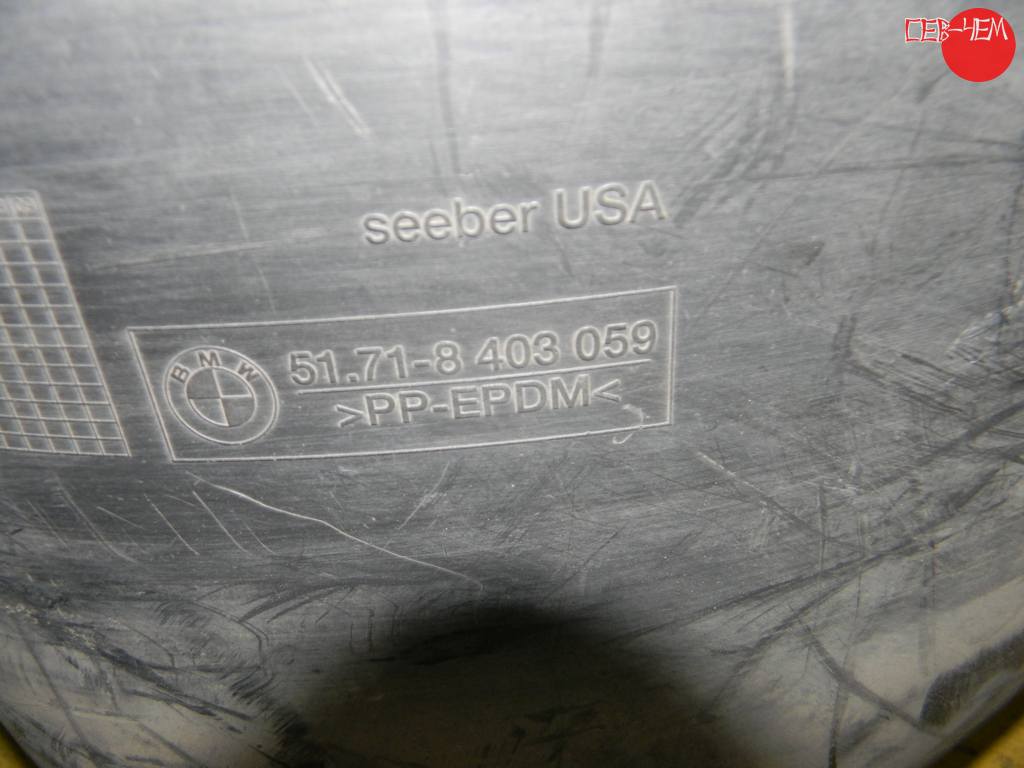 СЕВ-ЧЕМ
seeber USA
BMW
51.71-8 403 059
>PP-EPDM<